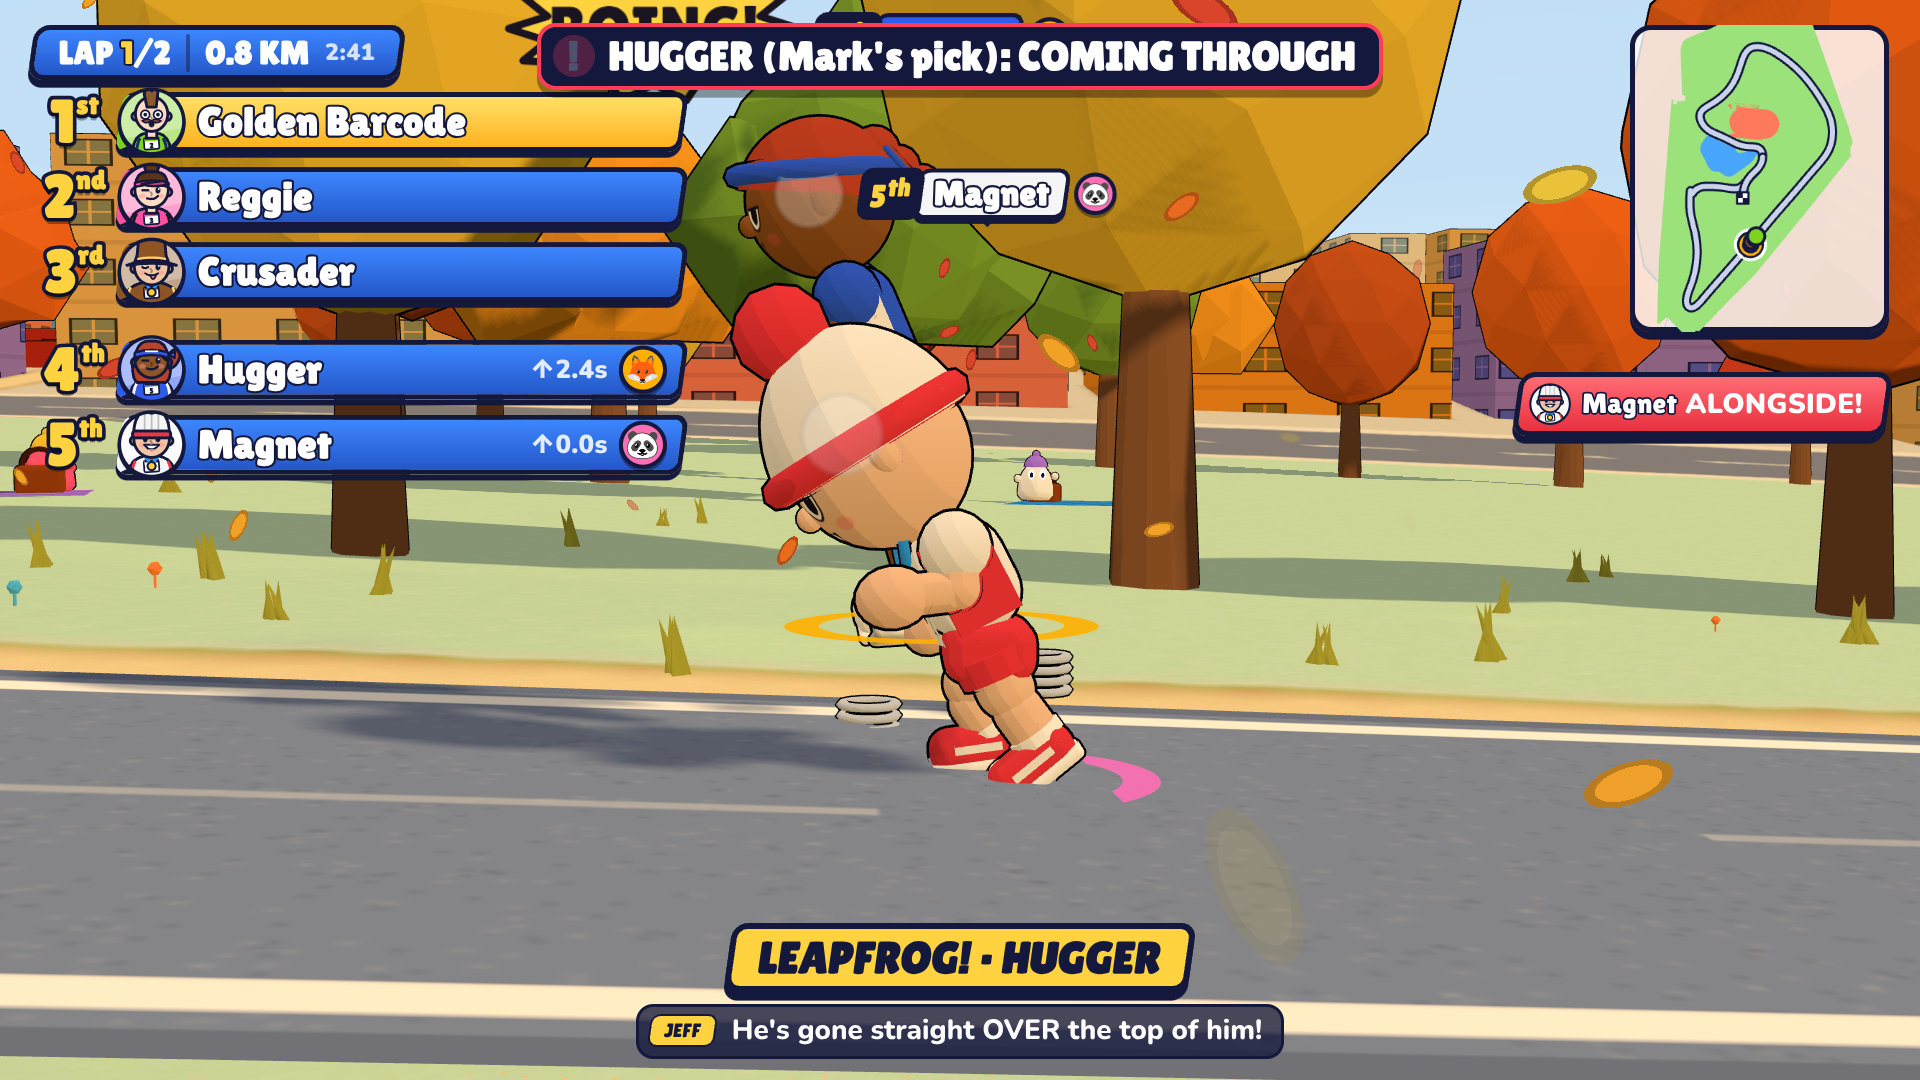 BOING!
LAP 1/2 0.8 KM 2:41
! HUGGER (Mark's pick): COMING THROUGH
1st Golden Barcode
2nd Reggie
3rd Crusader
4th Hugger ↑2.4s
5th Magnet ↑0.0s
5th Magnet
Magnet ALONGSIDE!
LEAPFROG! · HUGGER
JEFF He's gone straight OVER the top of him!